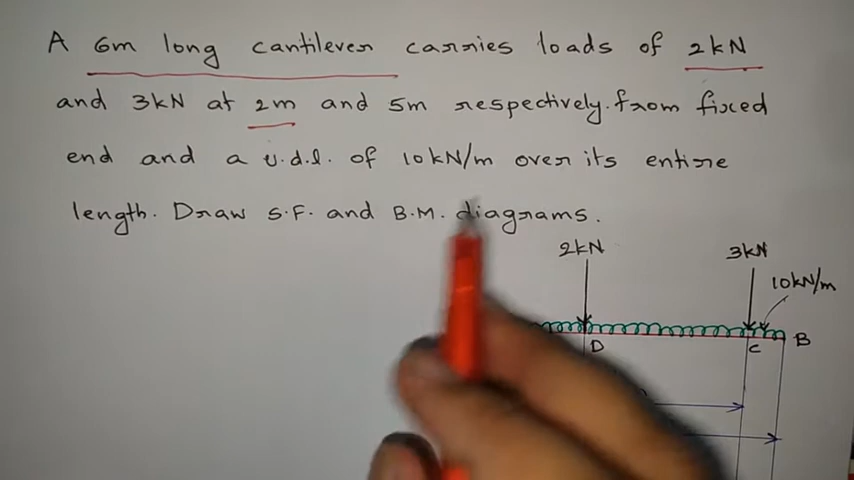 A 6m long cantilever carries loads of 2kN
and 3kN at 2m and 5m respectively. from fixed
end and a u.d.l. of 10kN/m over its entire
length. Draw S.F. and B.M. diagrams.
2kN
3kN
10kN/m
D
C
B